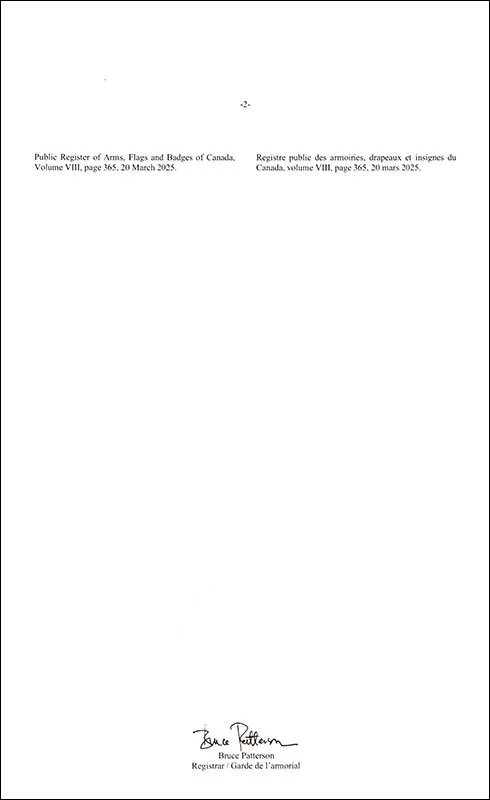 -2-
Public Register of Arms, Flags and Badges of Canada,
Volume VIII, page 365, 20 March 2025.
Registre public des armoiries, drapeaux et insignes du
Canada, volume VIII, page 365, 20 mars 2025.
Bruce Patterson
Bruce Patterson
Registrar / Garde de l'armorial